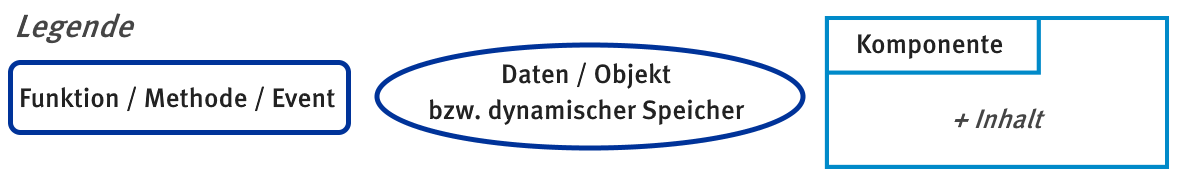 Legende
Funktion / Methode / Event
Daten / Objekt
bzw. dynamischer Speicher
Komponente
+ Inhalt